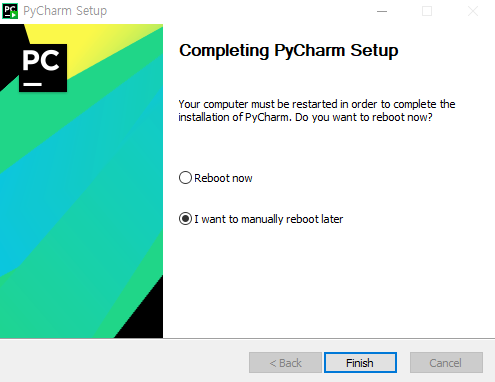 PC PyCharm Setup
PC
Completing PyCharm Setup
Your computer must be restarted in order to complete the
installation of PyCharm. Do you want to reboot now?
Reboot now
I want to manually reboot later
< Back
Finish
Cancel